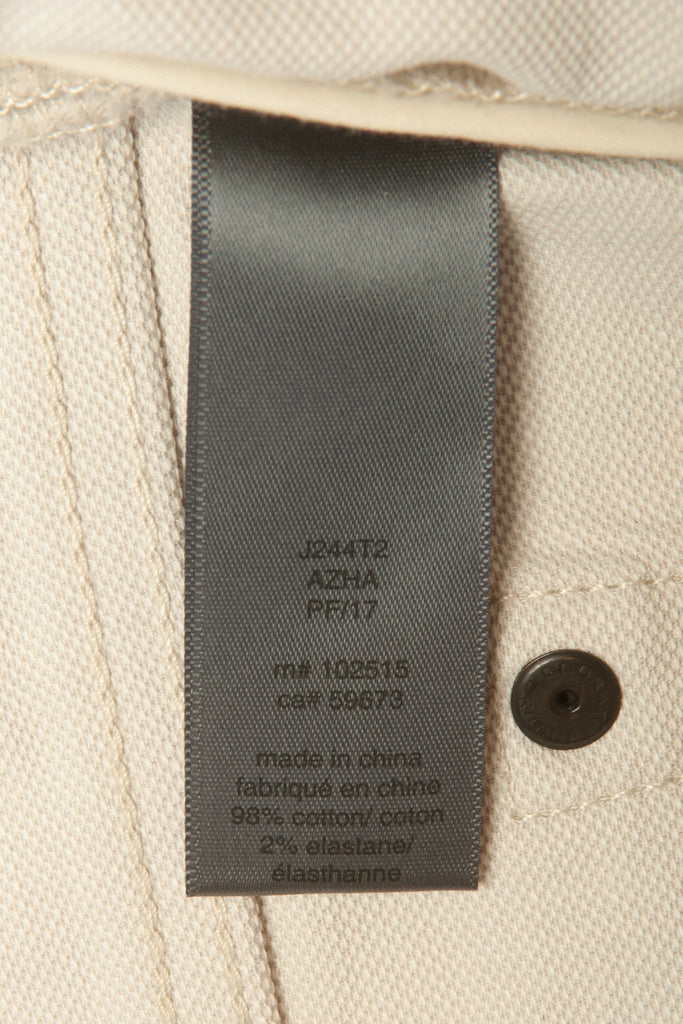 J244T2
AZHA
PF/17
rn# 102515
ca# 59673
made in china
fabriqué en chine
98% cotton/ coton
2% elastane/
élasthanne